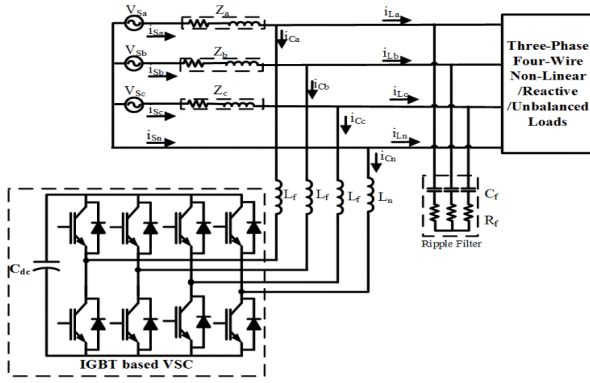 V_Sa Z_a i_La
i_Sa i_Ca
V_Sb Z_b i_Lb
i_Sb i_Cb
V_Sc Z_c i_Lc
i_Sc i_Cc
i_Sn i_Ln
i_Cn
Three-Phase
Four-Wire
Non-Linear
/Reactive
/Unbalanced
Loads
L_f L_f L_f L_n
C_f
R_f
Ripple Filter
C_dc
IGBT based VSC